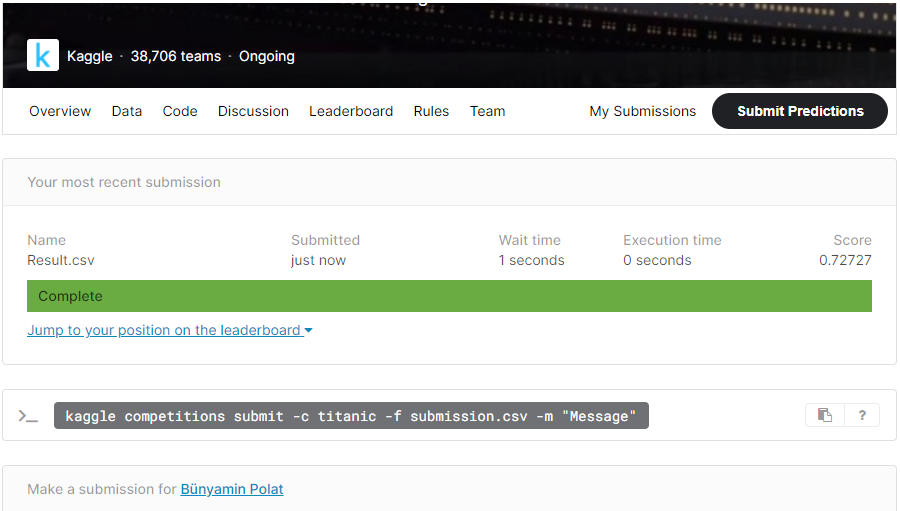 k Kaggle · 38,706 teams · Ongoing
Overview Data Code Discussion Leaderboard Rules Team My Submissions Submit Predictions
Your most recent submission
Name Submitted Wait time Execution time Score
Result.csv just now 1 seconds 0 seconds 0.72727
Complete
Jump to your position on the leaderboard
>_ kaggle competitions submit -c titanic -f submission.csv -m "Message" ?
Make a submission for Bünyamin Polat